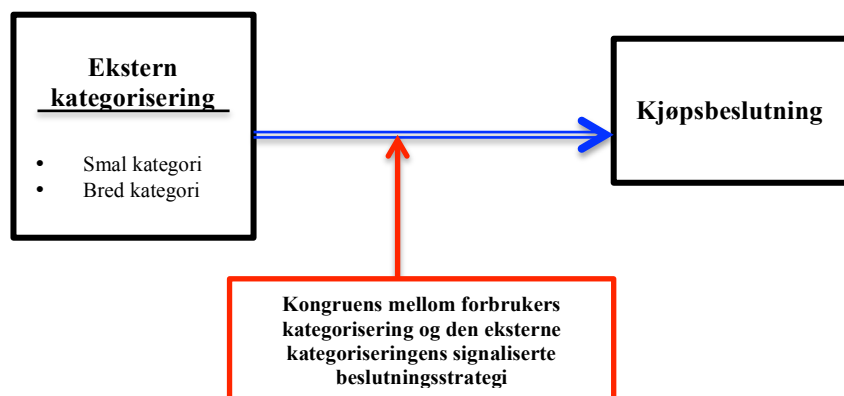 Ekstern
kategorisering
• Smal kategori
• Bred kategori
Kjøpsbeslutning
Kongruens mellom forbrukers
kategorisering og den eksterne
kategoriseringens signaliserte
beslutningsstrategi